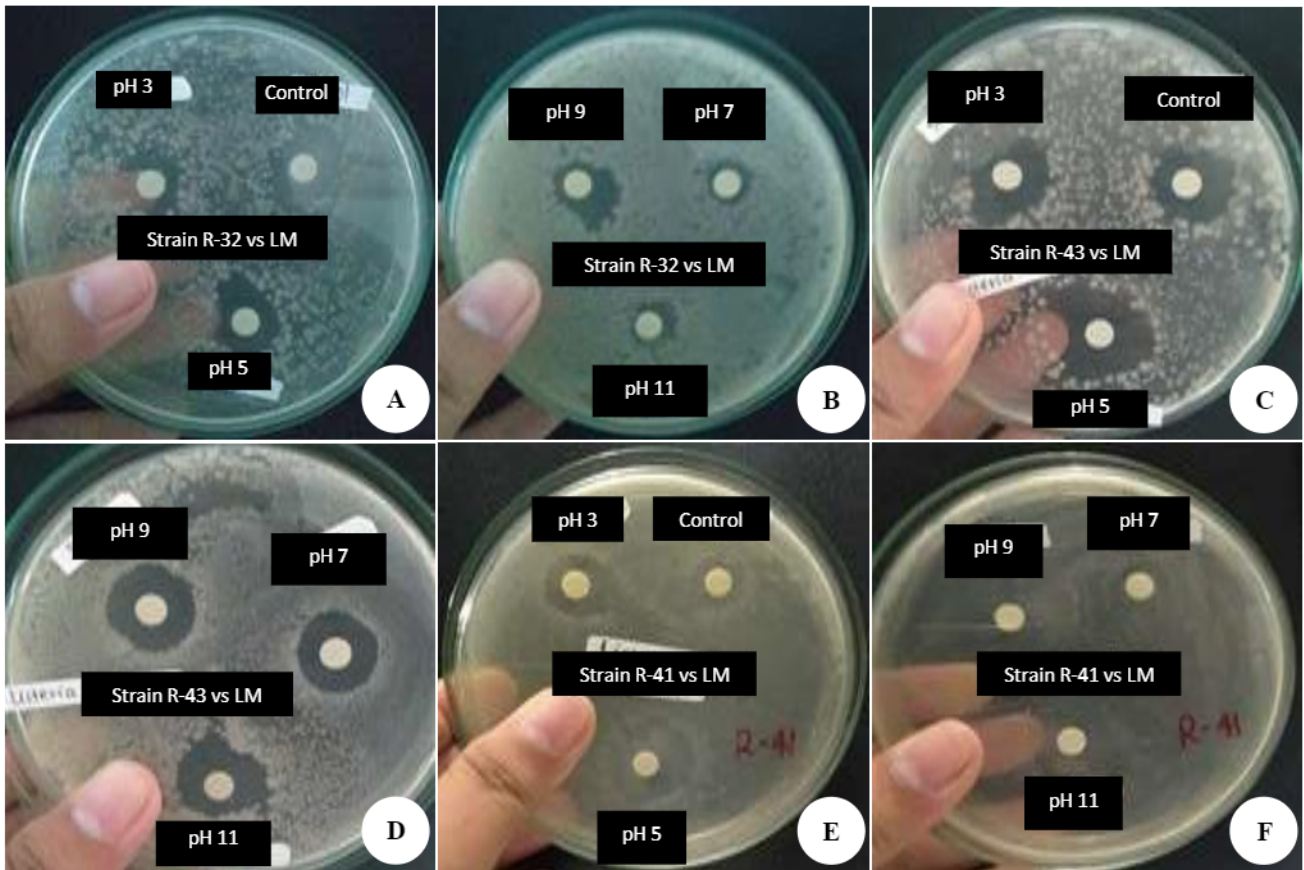 pH 3
Control
Strain R-32 vs LM
pH 5
A
pH 9
pH 7
Strain R-32 vs LM
pH 11
B
pH 3
Control
Strain R-43 vs LM
pH 5
C
pH 9
pH 7
Strain R-43 vs LM
pH 11
D
pH 3
Control
Strain R-41 vs LM
R-41
pH 5
E
pH 9
pH 7
Strain R-41 vs LM
R-41
pH 11
F